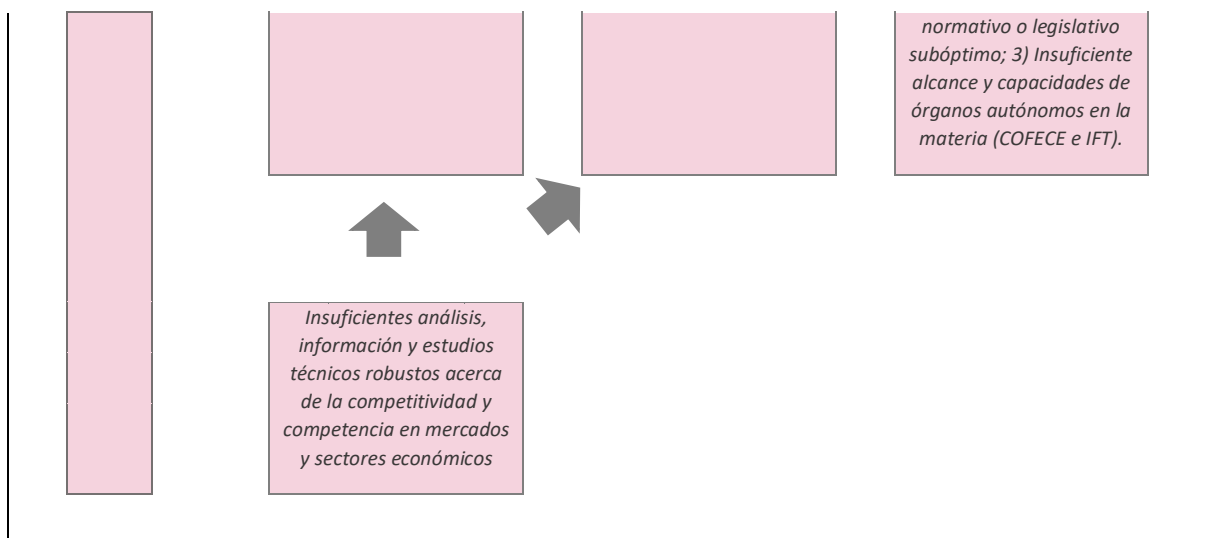 normativo o legislativo
subóptimo; 3) Insuficiente
alcance y capacidades de
órganos autónomos en la
materia (COFECE e IFT).
Insuficientes análisis,
información y estudios
técnicos robustos acerca
de la competitividad y
competencia en mercados
y sectores económicos